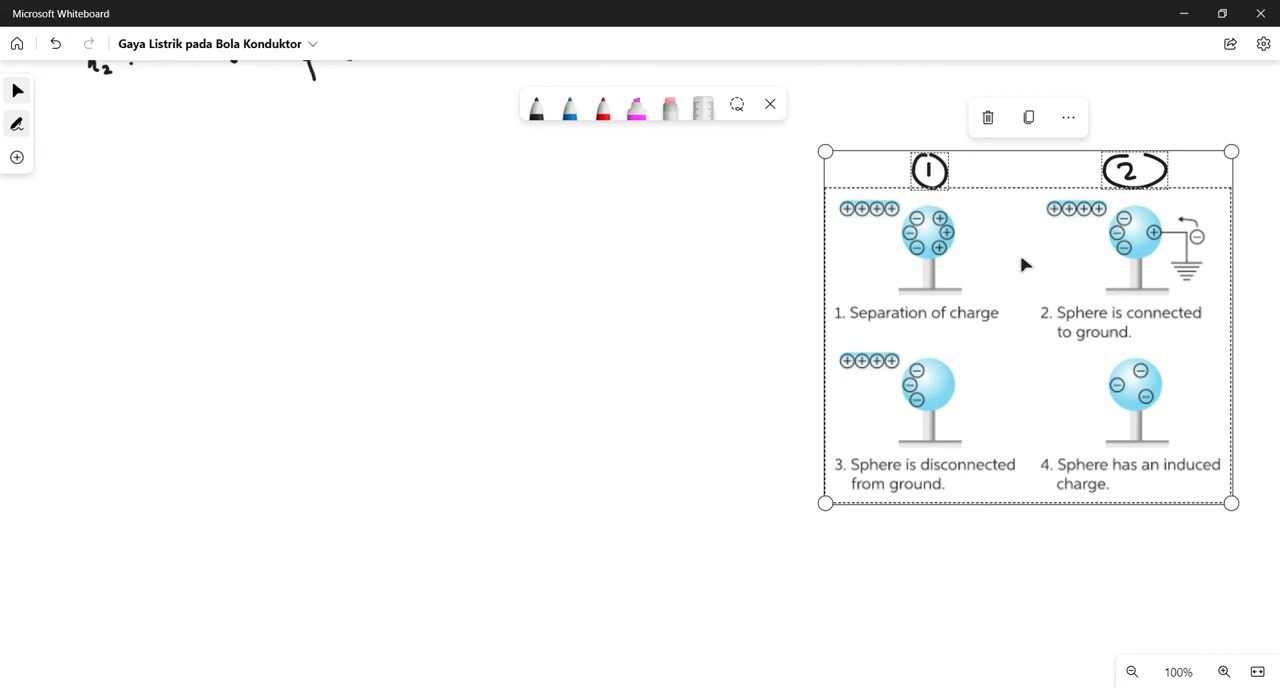 Microsoft Whiteboard
Gaya Listrik pada Bola Konduktor
1 2
1. Separation of charge
2. Sphere is connected
to ground.
3. Sphere is disconnected
from ground.
4. Sphere has an induced
charge.
100%